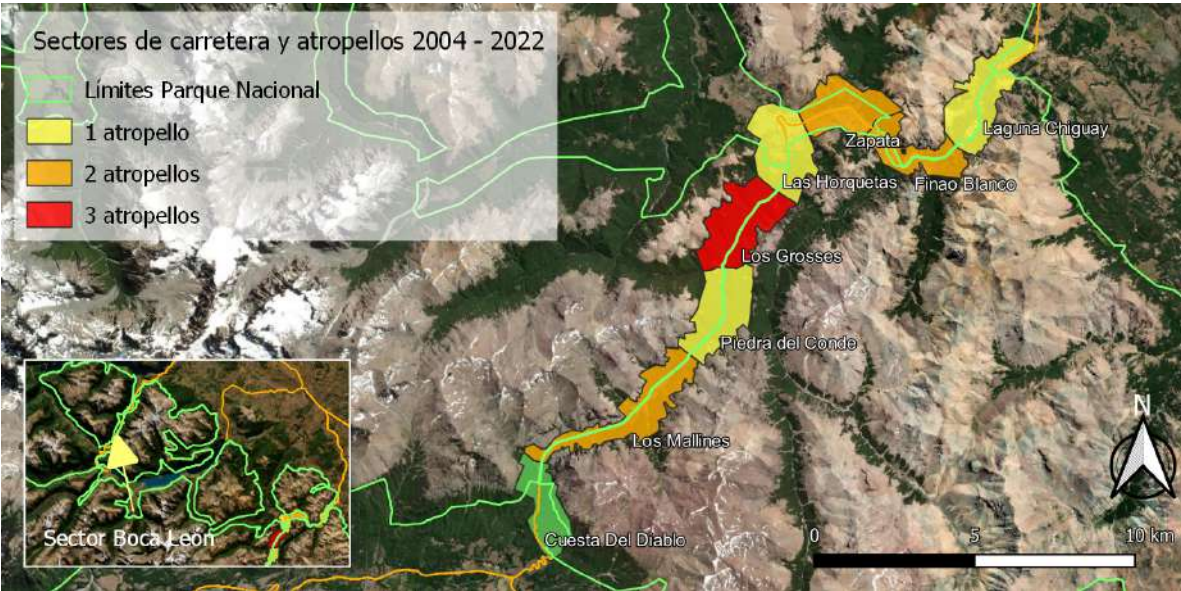 Sectores de carretera y atropellos 2004 - 2022
Límites Parque Nacional
1 atropello
2 atropellos
3 atropellos
Laguna Chiguay
Zapata
Finao Blanco
Las Horquetas
Los Grosses
Piedra del Conde
Los Mallines
Cuesta Del Diablo
Sector Boca León
N
0 5 10 km